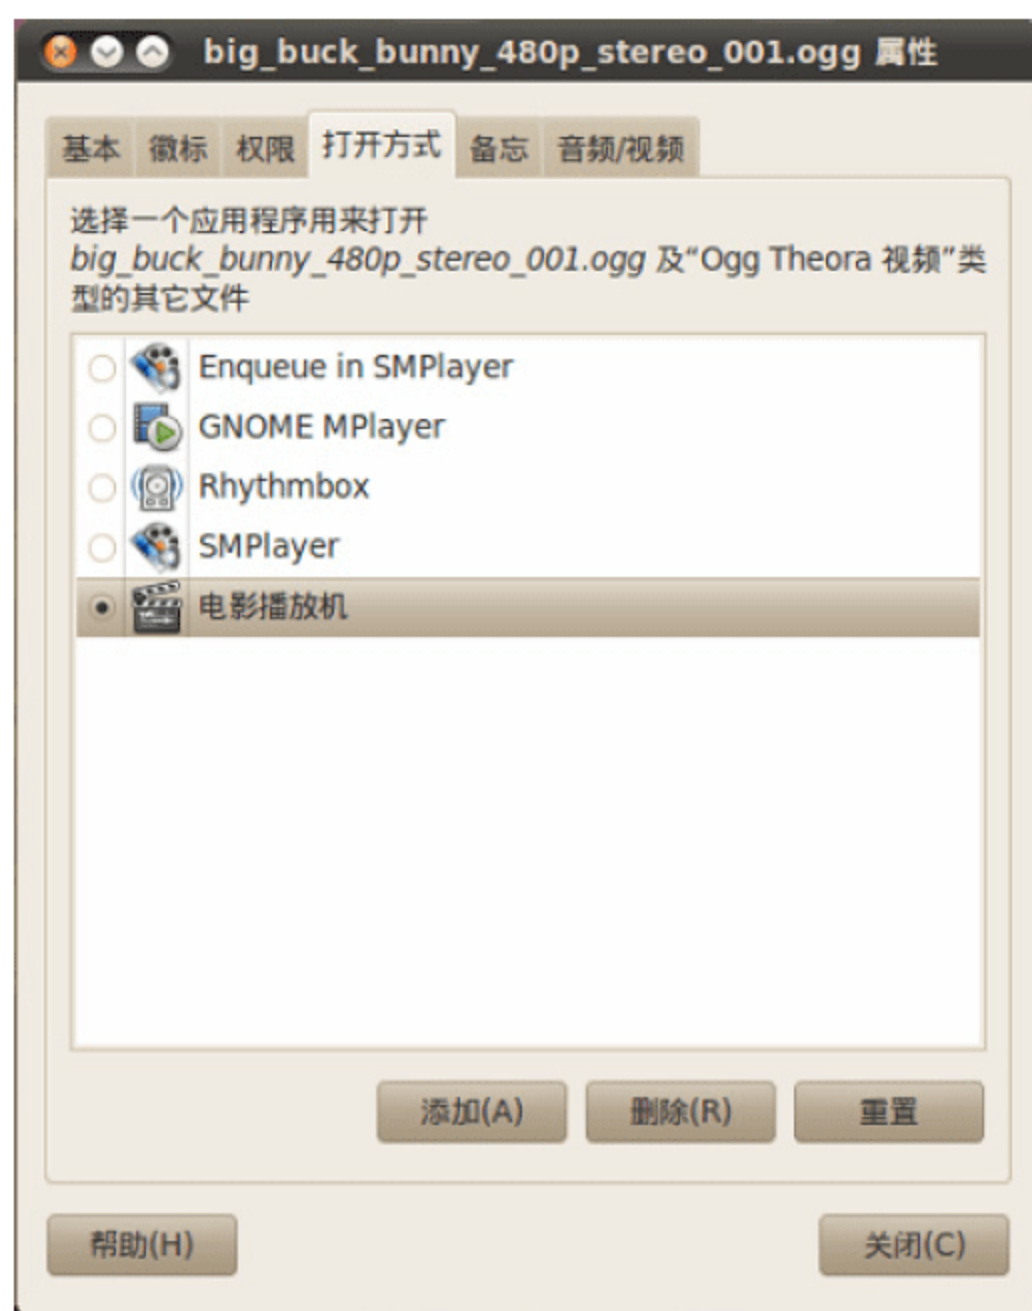 big_buck_bunny_480p_stereo_001.ogg 属性
基本 徽标 权限 打开方式 备忘 音频/视频
选择一个应用程序用来打开
big_buck_bunny_480p_stereo_001.ogg 及“Ogg Theora 视频”类
型的其它文件
Enqueue in SMPlayer
GNOME MPlayer
Rhythmbox
SMPlayer
电影播放机
添加(A) 删除(R) 重置
帮助(H) 关闭(C)